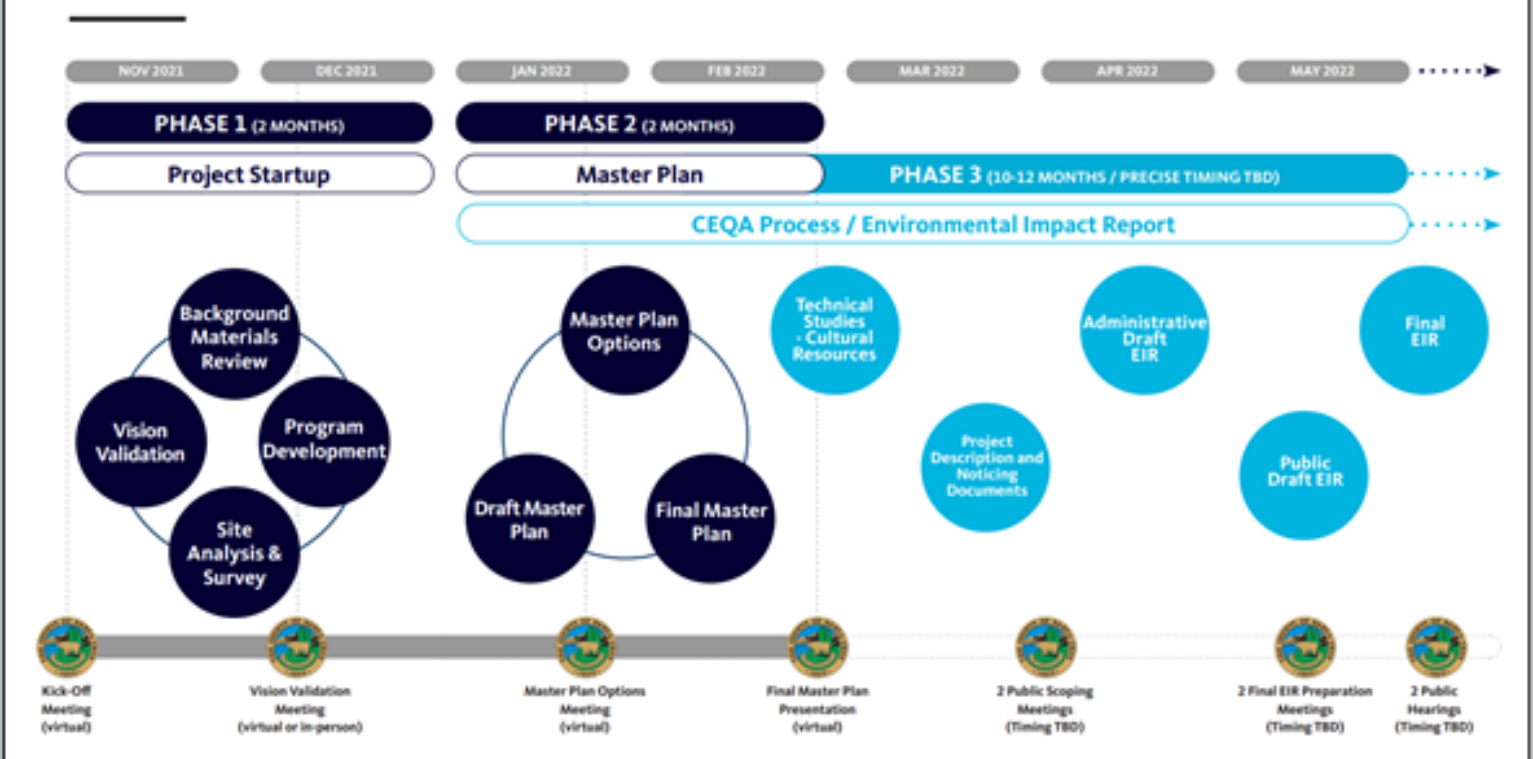 NOV 2021
DEC 2021
JAN 2022
FEB 2022
MAR 2022
APR 2022
MAY 2022
PHASE 1 (2 MONTHS)
PHASE 2 (2 MONTHS)
Project Startup
Master Plan
PHASE 3 (10-12 MONTHS / PRECISE TIMING TBD)
CEQA Process / Environmental Impact Report
Background
Materials
Review
Vision
Validation
Program
Development
Site
Analysis &
Survey
Master Plan
Options
Draft Master
Plan
Final Master
Plan
Technical
Studies
- Cultural
Resources
Project
Description and
Noticing
Documents
Administrative
Draft
EIR
Public
Draft EIR
Final
EIR
Kick-Off
Meeting
(virtual)
Vision Validation
Meeting
(virtual or in-person)
Master Plan Options
Meeting
(virtual)
Final Master Plan
Presentation
(virtual)
2 Public Scoping
Meetings
(Timing TBD)
2 Final EIR Preparation
Meetings
(Timing TBD)
2 Public
Hearings
(Timing TBD)